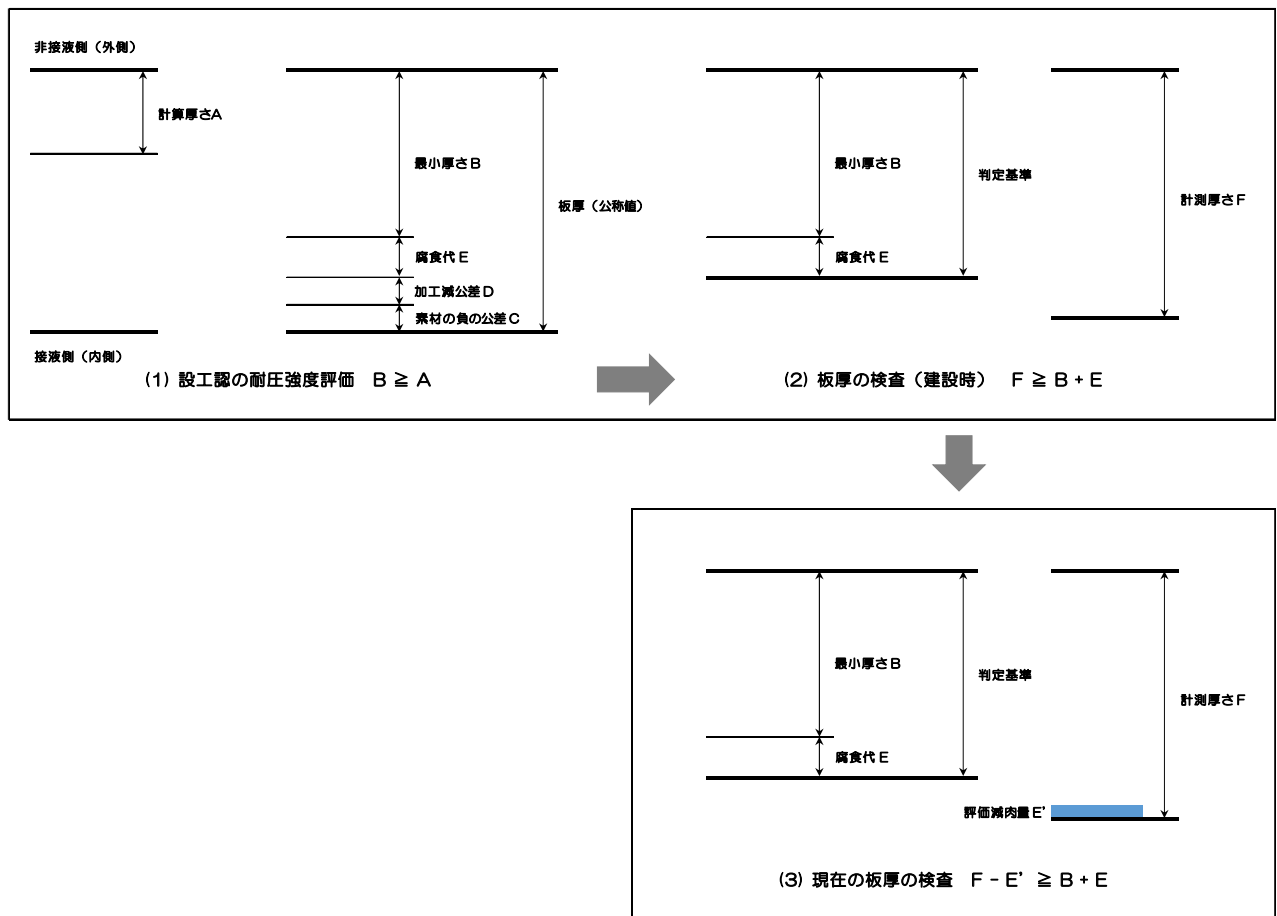 非接液側（外側）
計算厚さA
最小厚さB
板厚（公称値）
腐食代E
加工減公差D
素材の負の公差C
接液側（内側）
(1) 設工認の耐圧強度評価　B ≧ A
最小厚さB
判定基準
計測厚さF
腐食代E
(2) 板厚の検査（建設時）　F ≧ B + E
最小厚さB
判定基準
計測厚さF
腐食代E
評価減肉量E'
(3) 現在の板厚の検査　F - E' ≧ B + E